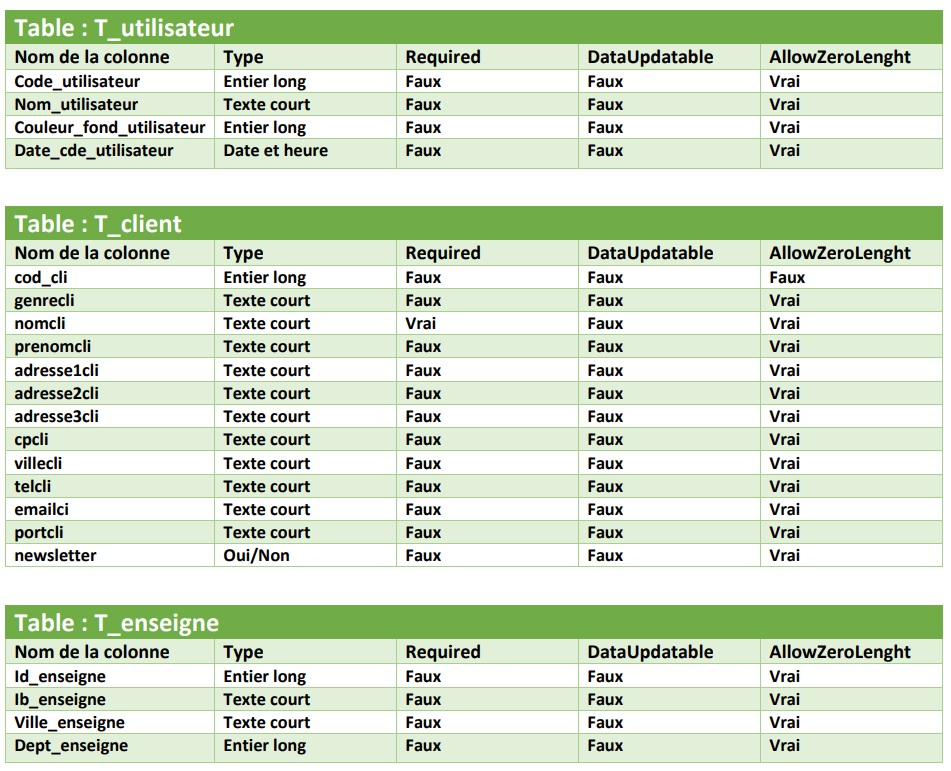 Table : T_utilisateur
Nom de la colonne Type Required DataUpdatable AllowZeroLenght
Code_utilisateur Entier long Faux Faux Vrai
Nom_utilisateur Texte court Faux Faux Vrai
Couleur_fond_utilisateur Entier long Faux Faux Vrai
Date_cde_utilisateur Date et heure Faux Faux Vrai
Table : T_client
Nom de la colonne Type Required DataUpdatable AllowZeroLenght
cod_cli Entier long Faux Faux Faux
genrecli Texte court Faux Faux Vrai
nomcli Texte court Vrai Faux Vrai
prenomcli Texte court Faux Faux Vrai
adresse1cli Texte court Faux Faux Vrai
adresse2cli Texte court Faux Faux Vrai
adresse3cli Texte court Faux Faux Vrai
cpcli Texte court Faux Faux Vrai
villecli Texte court Faux Faux Vrai
telcli Texte court Faux Faux Vrai
emailci Texte court Faux Faux Vrai
portcli Texte court Faux Faux Vrai
newsletter Oui/Non Faux Faux Vrai
Table : T_enseigne
Nom de la colonne Type Required DataUpdatable AllowZeroLenght
Id_enseigne Entier long Faux Faux Vrai
Ib_enseigne Texte court Faux Faux Vrai
Ville_enseigne Texte court Faux Faux Vrai
Dept_enseigne Entier long Faux Faux Vrai